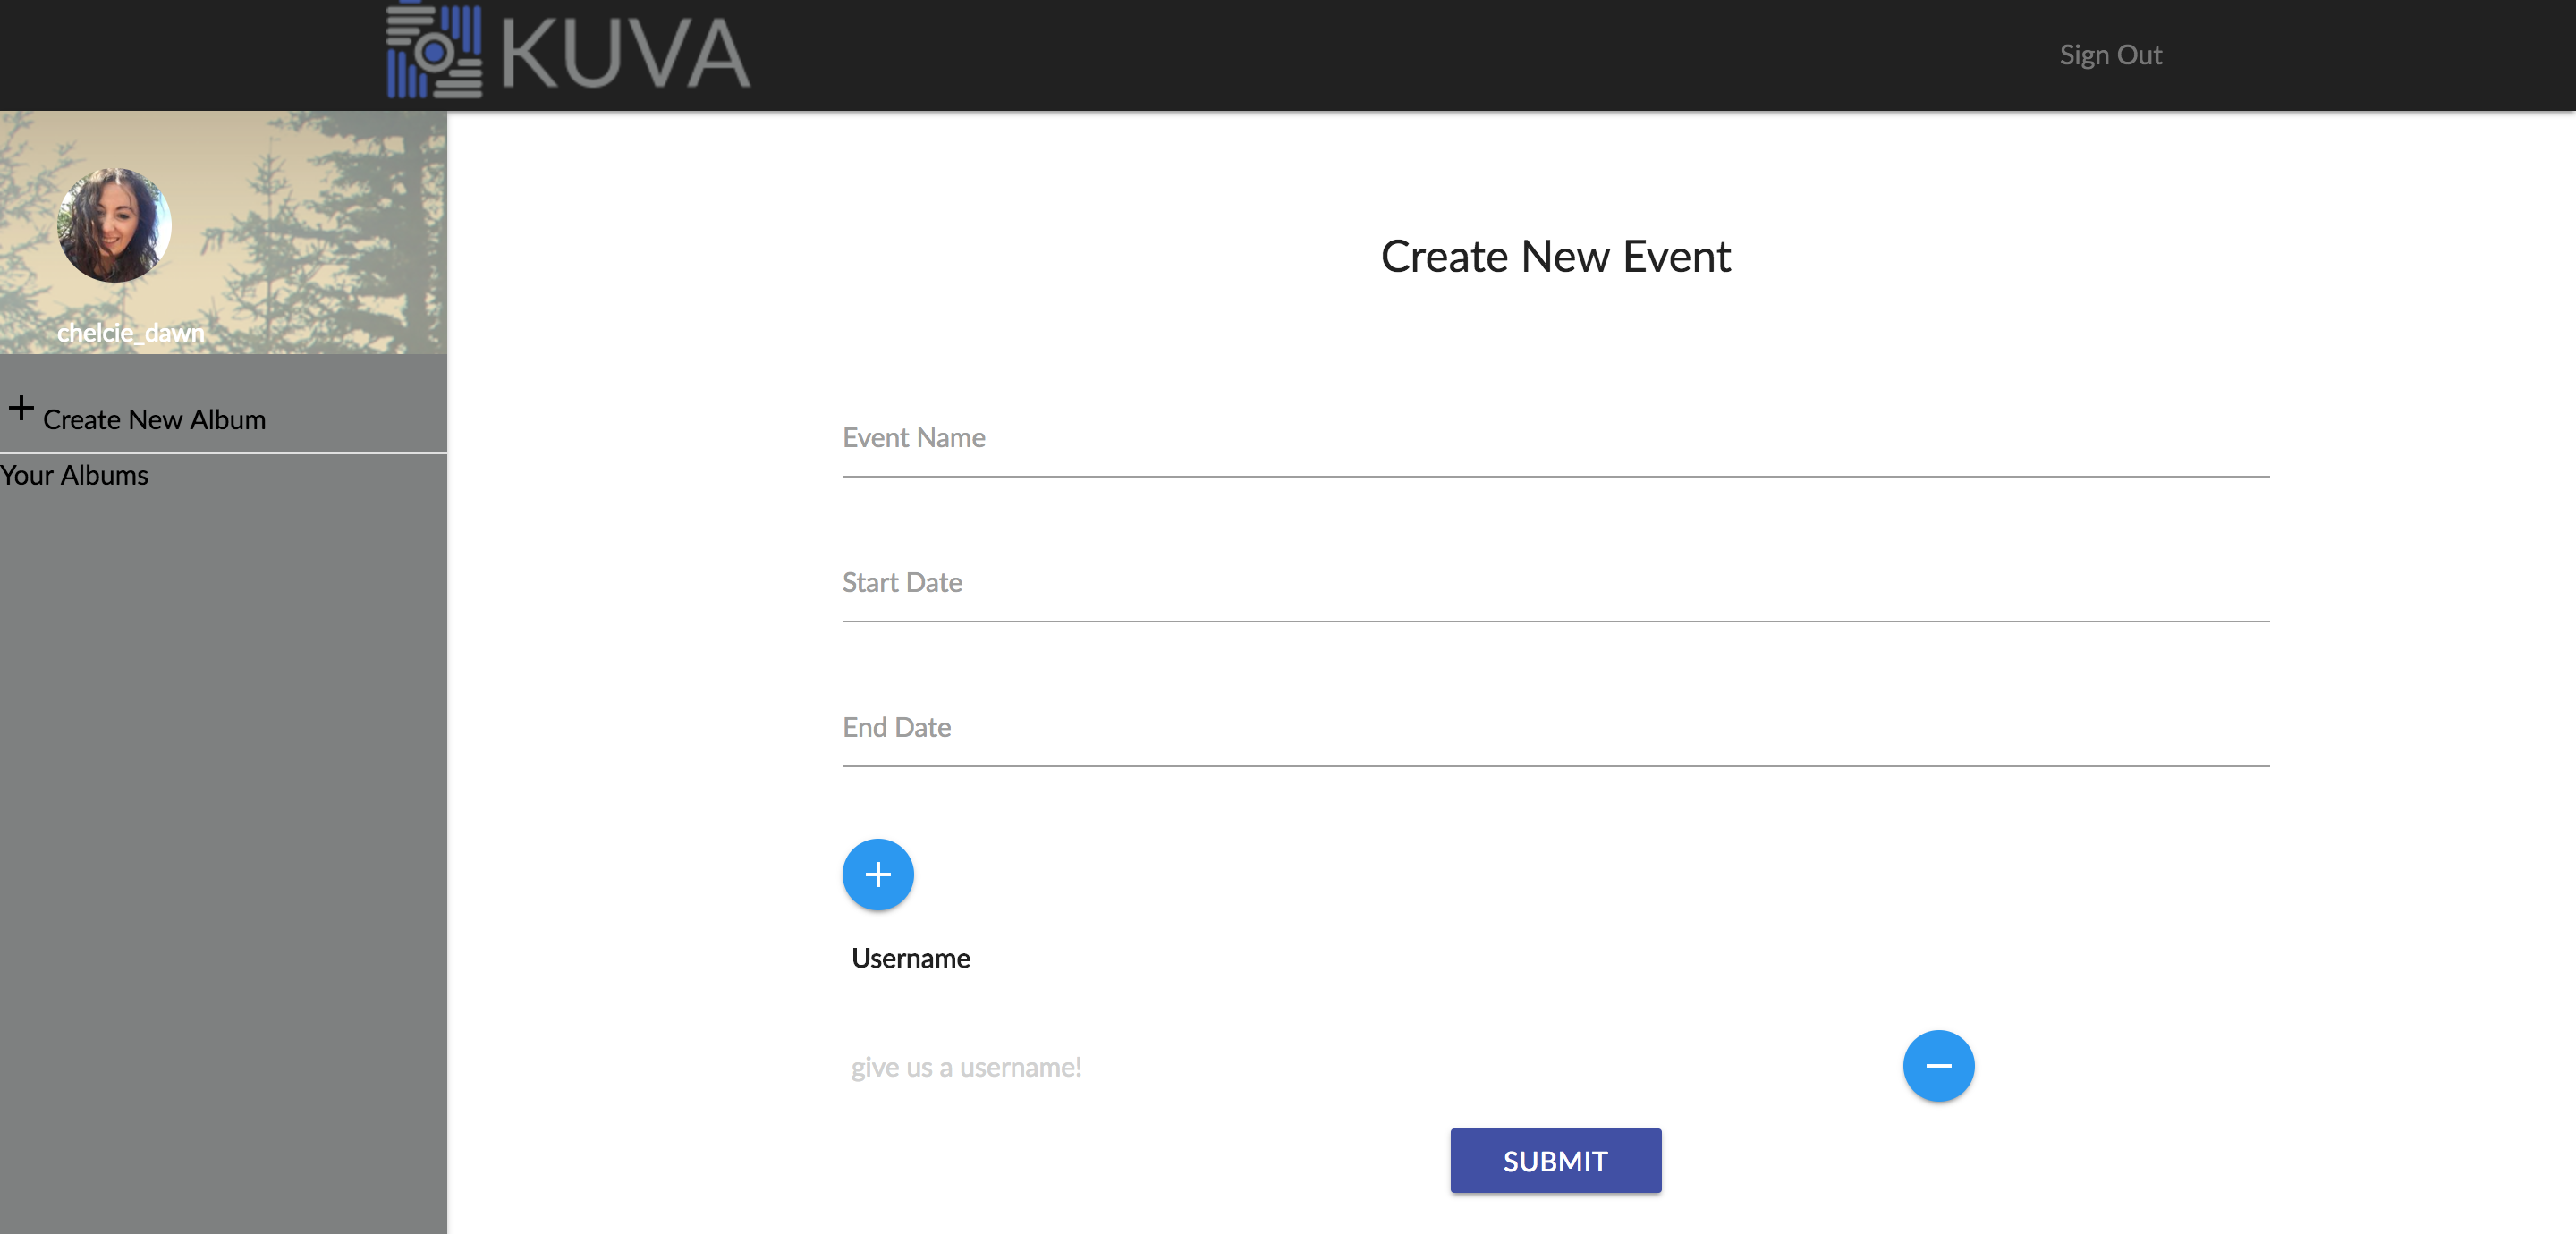 KUVA
Sign Out
chelcie_dawn
Create New Album
Your Albums
Create New Event
Event Name
Start Date
End Date
Username
give us a username!
SUBMIT